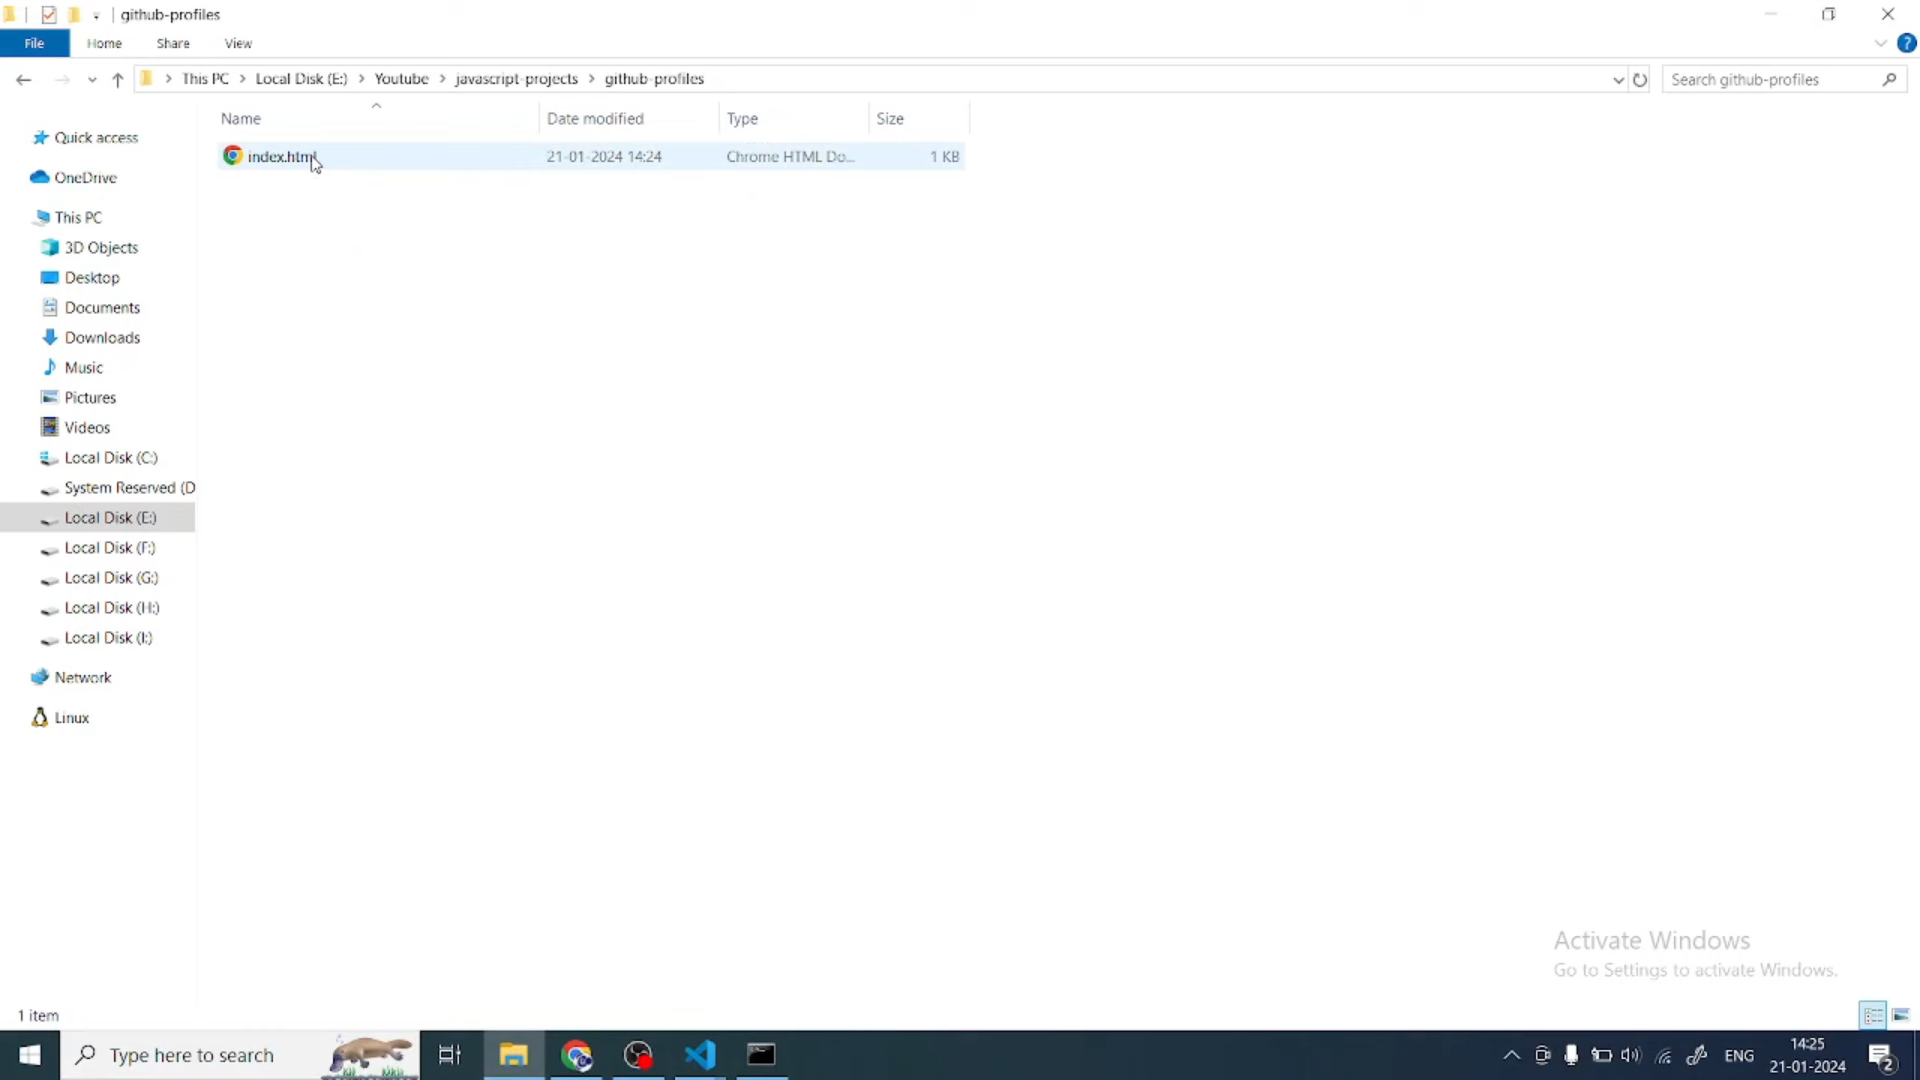 github-profiles
File Home Share View
This PC Local Disk (E:) Youtube javascript-projects github-profiles
Search github-profiles
Name Date modified Type Size
index.html 21-01-2024 14:24 Chrome HTML Do... 1 KB
Quick access
OneDrive
This PC
3D Objects
Desktop
Documents
Downloads
Music
Pictures
Videos
Local Disk (C:)
System Reserved (D
Local Disk (E:)
Local Disk (F:)
Local Disk (G:)
Local Disk (H:)
Local Disk (I:)
Network
Linux
Activate Windows
Go to Settings to activate Windows.
1 item
Type here to search
ENG
14:25
21-01-2024
2